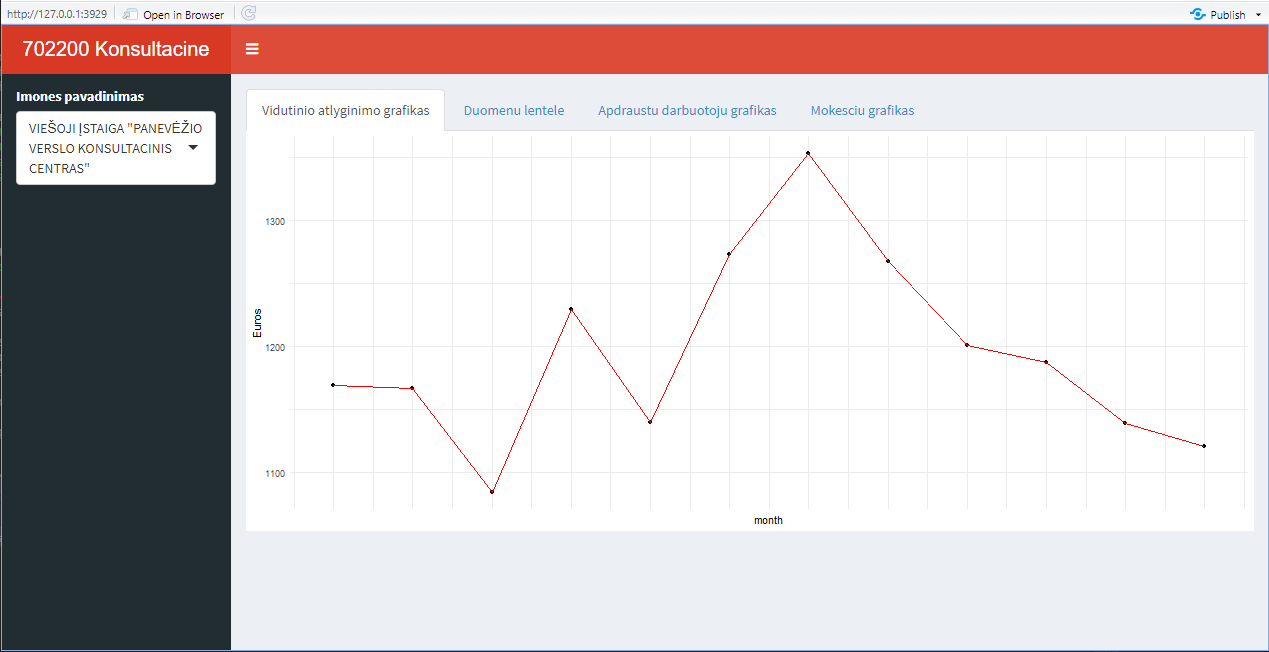 http://127.0.0.1:3929 Open in Browser Publish
702200 Konsultacine
Imones pavadinimas
VIEŠOJI ĮSTAIGA "PANEVĖŽIO
VERSLO KONSULTACINIS
CENTRAS"
Vidutinio atlyginimo grafikas Duomenu lentele Apdraustu darbuotoju grafikas Mokesciu grafikas
1300
1200
1100
Euros
month